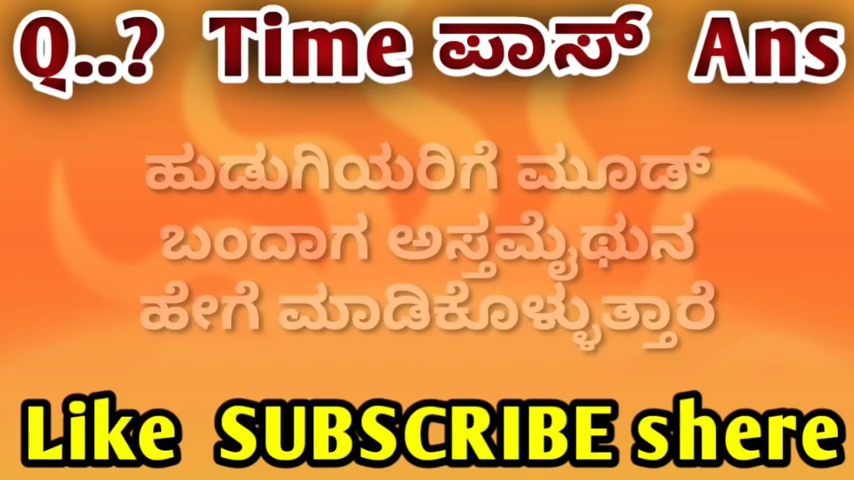 Q..? Time ಪಾಸ್ Ans
ಹುಡುಗಿಯರಿಗೆ ಮೂಡ್
ಬಂದಾಗ ಅಸ್ತಮೈಥುನ
ಹೇಗೆ ಮಾಡಿಕೊಳ್ಳುತ್ತಾರೆ
Like SUBSCRIBE shere